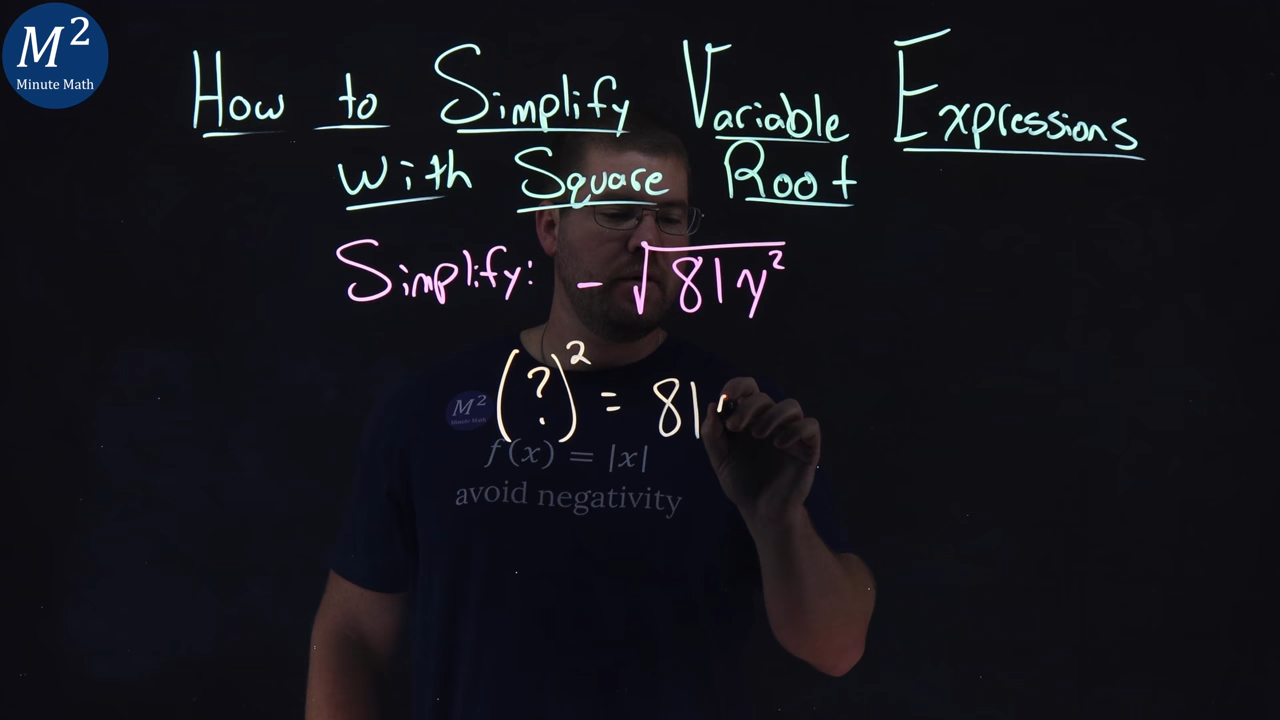 M²
Minute Math
How to Simplify Variable Expressions
with Square Root
Simplify: - √81y²
(?)² = 81
M²
Minute Math
f(x) = |x|
avoid negativity